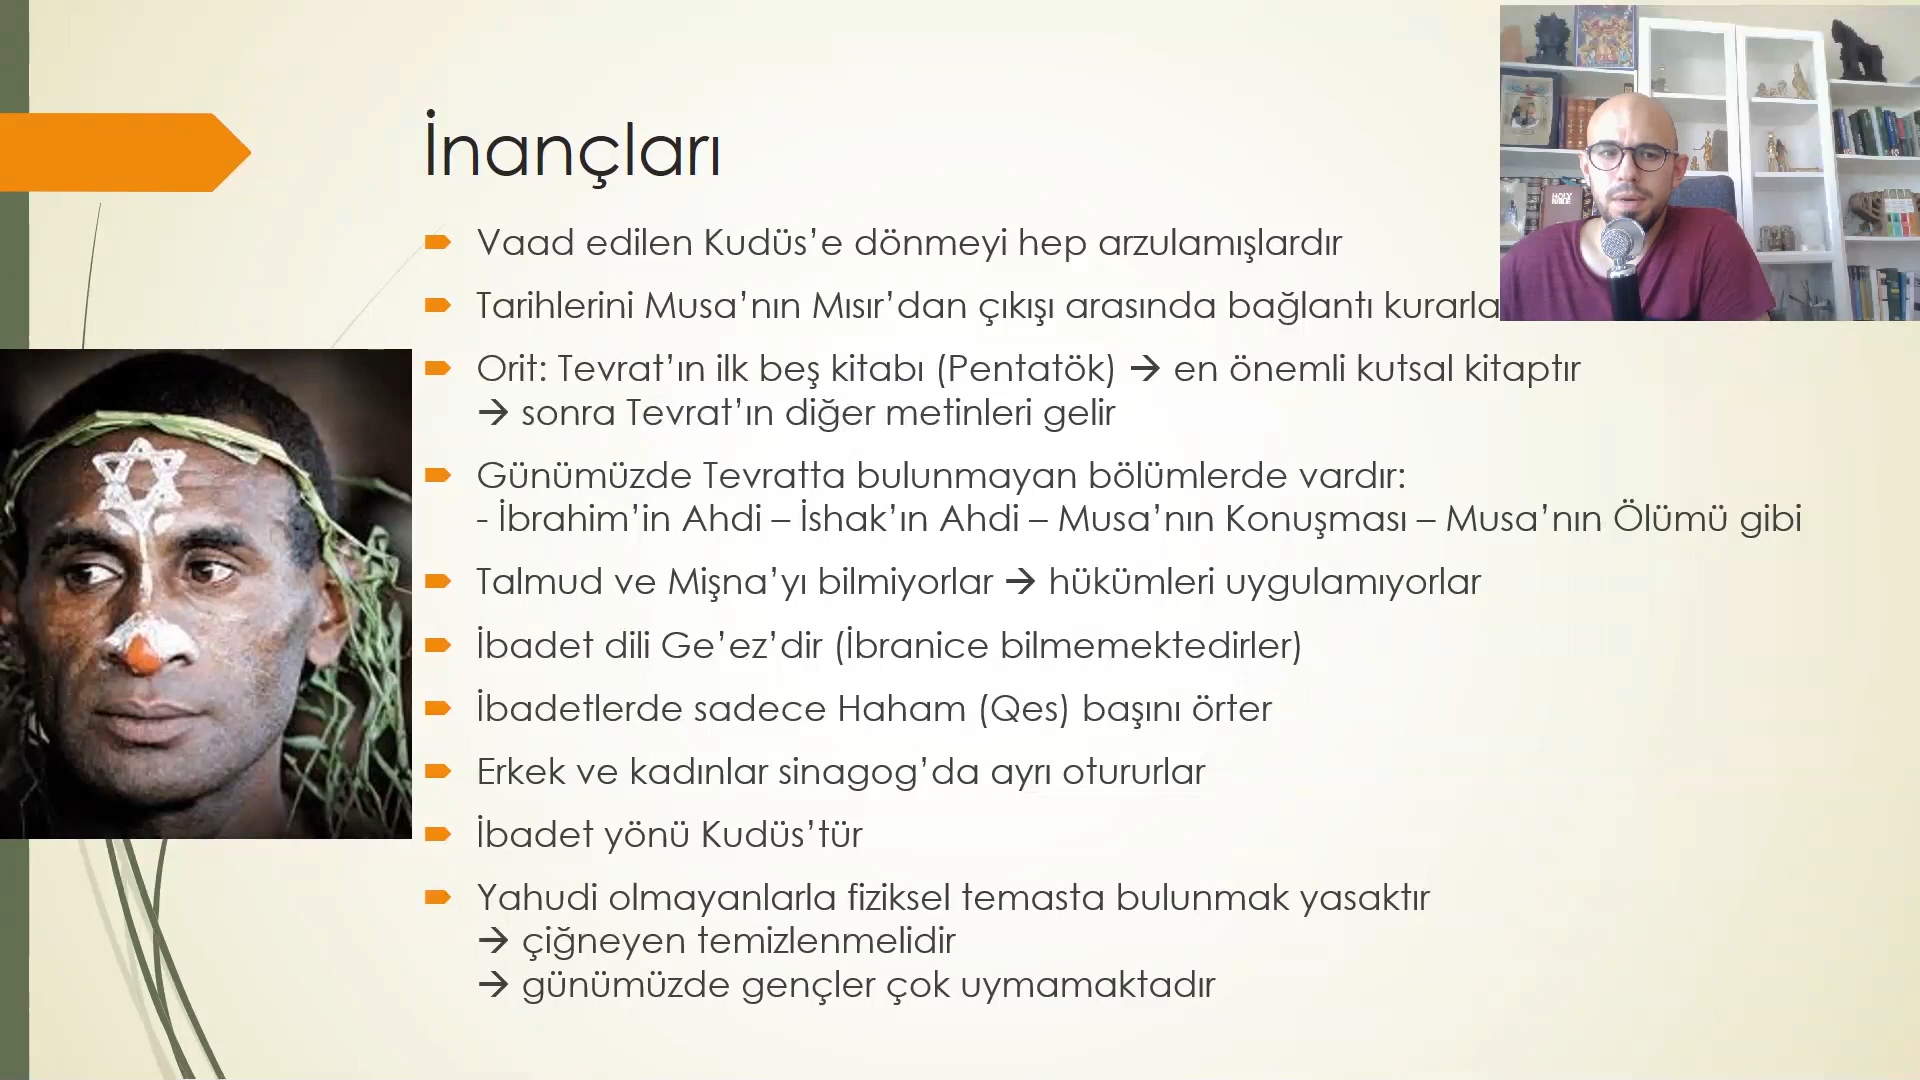 İnançları
Vaad edilen Kudüs’e dönmeyi hep arzulamışlardır
Tarihlerini Musa’nın Mısır’dan çıkışı arasında bağlantı kurarla
Orit: Tevrat’ın ilk beş kitabı (Pentatök) → en önemli kutsal kitaptır
→ sonra Tevrat’ın diğer metinleri gelir
Günümüzde Tevratta bulunmayan bölümlerde vardır:
- İbrahim’in Ahdi – İshak’ın Ahdi – Musa’nın Konuşması – Musa’nın Ölümü gibi
Talmud ve Mişna’yı bilmiyorlar → hükümleri uygulamıyorlar
İbadet dili Ge’ez’dir (İbranice bilmemektedirler)
İbadetlerde sadece Haham (Qes) başını örter
Erkek ve kadınlar sinagog’da ayrı otururlar
İbadet yönü Kudüs’tür
Yahudi olmayanlarla fiziksel temasta bulunmak yasaktır
→ çiğneyen temizlenmelidir
→ günümüzde gençler çok uymamaktadır
HOLY
BIBLE